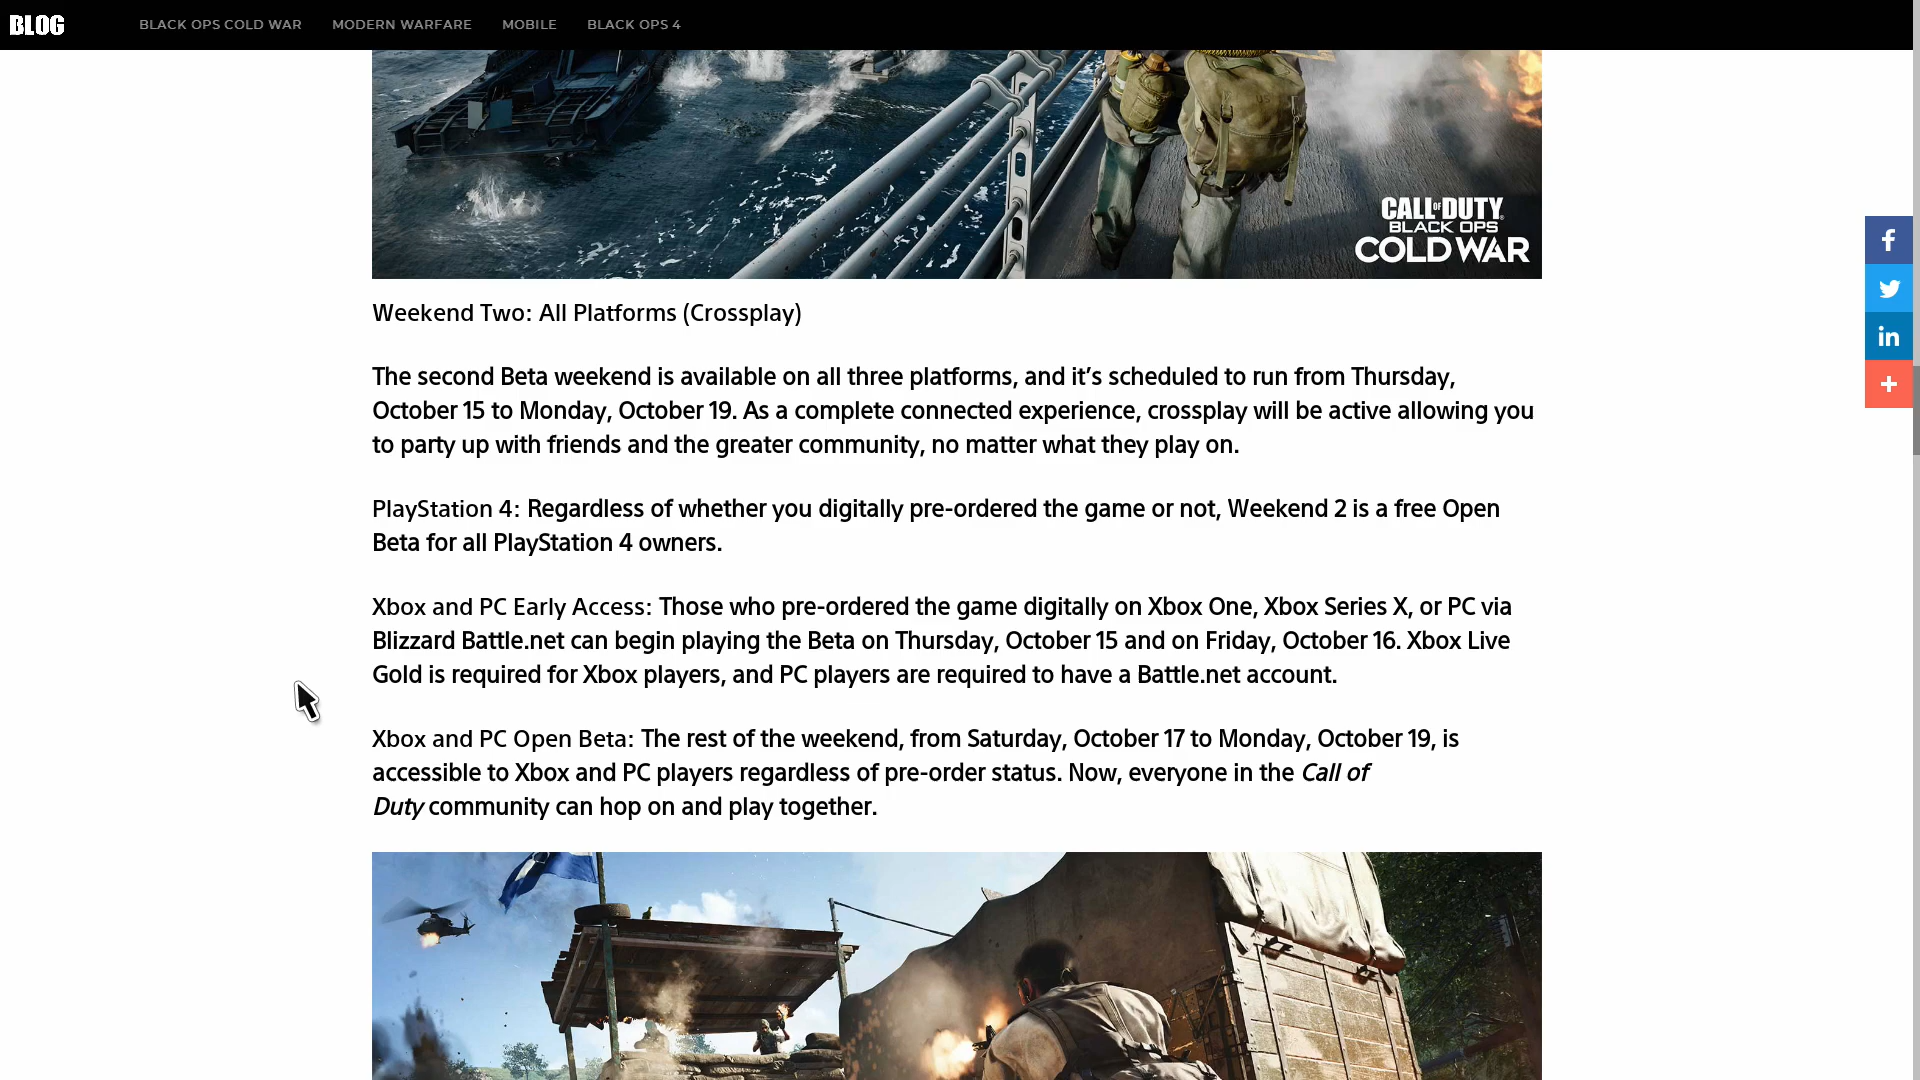 BLOG
BLACK OPS COLD WAR
MODERN WARFARE
MOBILE
BLACK OPS 4
CALL OF DUTY
BLACK OPS
COLD WAR
Weekend Two: All Platforms (Crossplay)
The second Beta weekend is available on all three platforms, and it’s scheduled to run from Thursday,
October 15 to Monday, October 19. As a complete connected experience, crossplay will be active allowing you
to party up with friends and the greater community, no matter what they play on.
PlayStation 4: Regardless of whether you digitally pre-ordered the game or not, Weekend 2 is a free Open
Beta for all PlayStation 4 owners.
Xbox and PC Early Access: Those who pre-ordered the game digitally on Xbox One, Xbox Series X, or PC via
Blizzard Battle.net can begin playing the Beta on Thursday, October 15 and on Friday, October 16. Xbox Live
Gold is required for Xbox players, and PC players are required to have a Battle.net account.
Xbox and PC Open Beta: The rest of the weekend, from Saturday, October 17 to Monday, October 19, is
accessible to Xbox and PC players regardless of pre-order status. Now, everyone in the Call of
Duty community can hop on and play together.